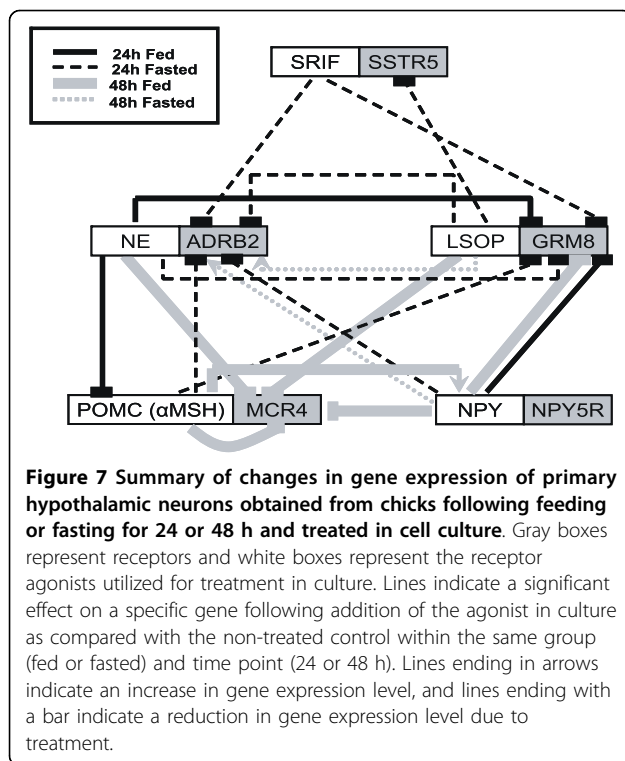 24h Fed
24h Fasted
48h Fed
48h Fasted
SRIF SSTR5
NE ADRB2 LSOP GRM8
POMC (αMSH) MCR4 NPY NPY5R
Figure 7 Summary of changes in gene expression of primary
hypothalamic neurons obtained from chicks following feeding
or fasting for 24 or 48 h and treated in cell culture. Gray boxes
represent receptors and white boxes represent the receptor
agonists utilized for treatment in culture. Lines indicate a significant
effect on a specific gene following addition of the agonist in culture
as compared with the non-treated control within the same group
(fed or fasted) and time point (24 or 48 h). Lines ending in arrows
indicate an increase in gene expression level, and lines ending with
a bar indicate a reduction in gene expression level due to
treatment.